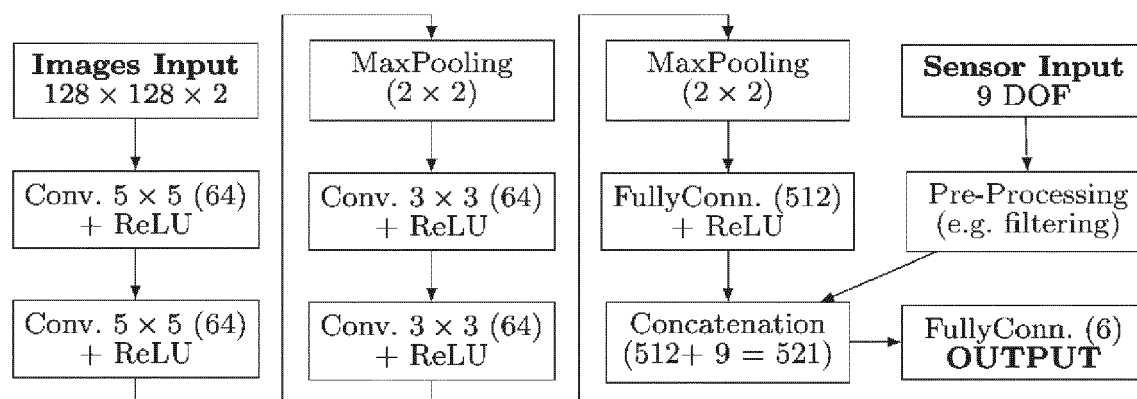 Images Input
128 × 128 × 2
Conv. 5 × 5 (64)
+ ReLU
Conv. 5 × 5 (64)
+ ReLU
MaxPooling
(2 × 2)
Conv. 3 × 3 (64)
+ ReLU
Conv. 3 × 3 (64)
+ ReLU
MaxPooling
(2 × 2)
FullyConn. (512)
+ ReLU
Concatenation
(512+ 9 = 521)
Sensor Input
9 DOF
Pre-Processing
(e.g. filtering)
FullyConn. (6)
OUTPUT